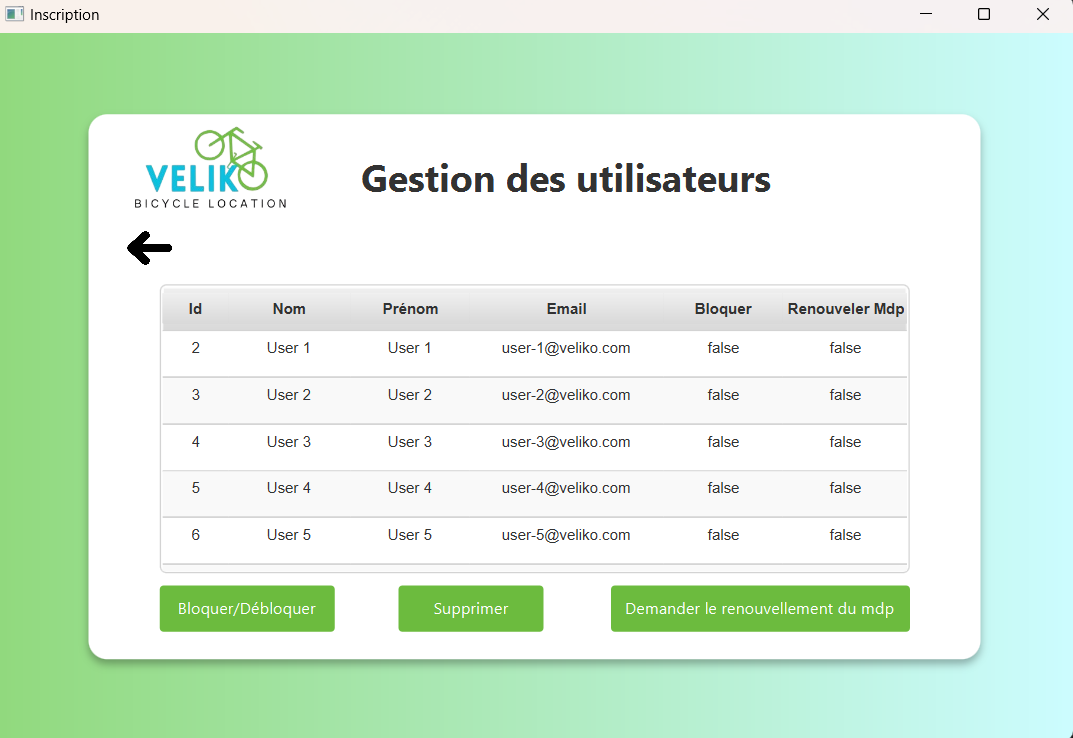 Inscription
VELIKO
BICYCLE LOCATION
Gestion des utilisateurs
Id Nom Prénom Email Bloquer Renouveler Mdp
2 User 1 User 1 user-1@veliko.com false false
3 User 2 User 2 user-2@veliko.com false false
4 User 3 User 3 user-3@veliko.com false false
5 User 4 User 4 user-4@veliko.com false false
6 User 5 User 5 user-5@veliko.com false false
Bloquer/Débloquer Supprimer Demander le renouvellement du mdp